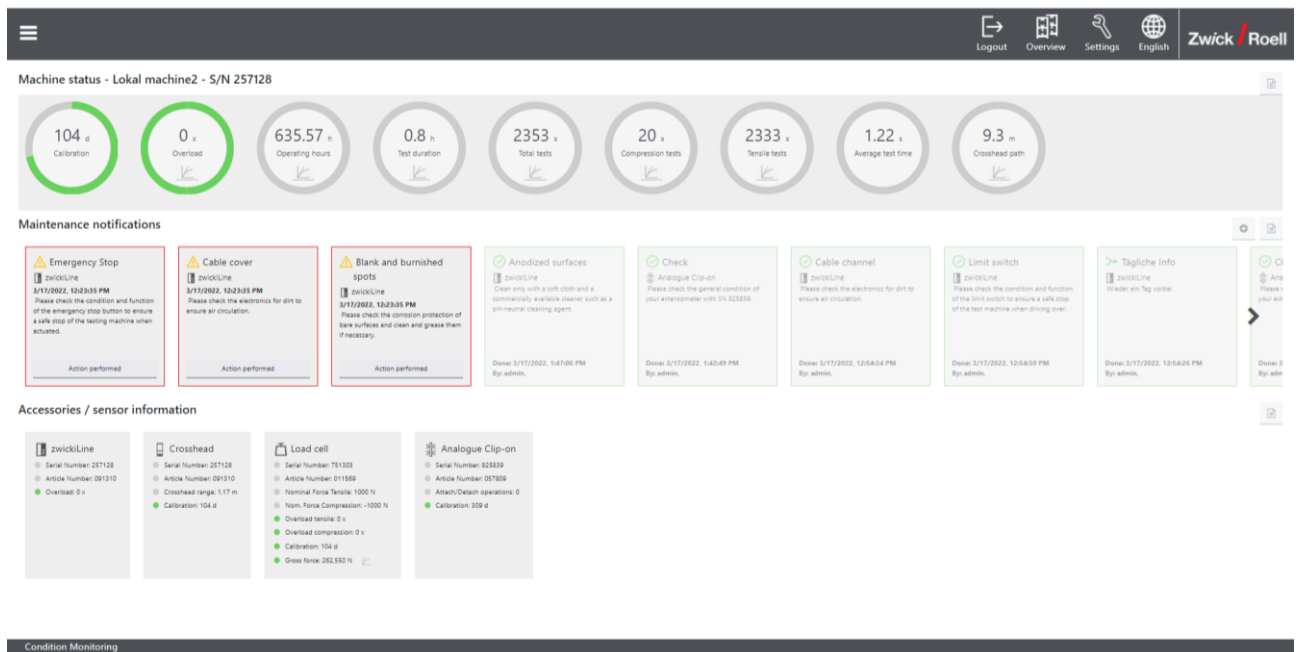 Logout
Overview
Settings
English
Zwick Roell
Machine status - Lokal machine2 - S/N 257128
104 d
Calibration
0 x
Overload
635.57 h
Operating hours
0.8 h
Test duration
2353 x
Total tests
20 x
Compression tests
2333 x
Tensile tests
1.22 s
Average test time
9.3 m
Crosshead path
Maintenance notifications
Emergency Stop
zwickiLine
3/17/2022, 12:23:35 PM
Please check the condition and function
of the emergency stop button to ensure
a safe stop of the testing machine when
actuated.
Action performed
Cable cover
zwickiLine
3/17/2022, 12:23:35 PM
Please check the electronics for dirt to
ensure air circulation.
Action performed
Blank and burnished
spots
zwickiLine
3/17/2022, 12:23:35 PM
Please check the corrosion protection of
bare surfaces and clean and grease them
if necessary.
Action performed
Anodized surfaces
zwickiLine
Clean only with a soft cloth and a
commercially available cleaner such as a
pH-neutral cleaning agent.
Done: 3/17/2022, 1:47:00 PM
By: admin.
Check
Analogue Clip-on
Please check the general condition of
your extensometer with SN 825839.
Done: 3/17/2022, 1:42:49 PM
By: admin.
Cable channel
zwickiLine
Please check the electronics for dirt to
ensure air circulation.
Done: 3/17/2022, 12:54:34 PM
By: admin.
Limit switch
zwickiLine
Please check the condition and function
of the limit switch to ensure a safe stop
of the test machine when driving over.
Done: 3/17/2022, 12:54:30 PM
By: admin.
Tägliche Info
zwickiLine
Wieder ein Tag vorbei
Done: 3/17/2022, 12:54:26 PM
By: admin.
Accessories / sensor information
zwickiLine
Serial Number: 257128
Article Number: 091310
Overload: 0 x
Crosshead
Serial Number: 257128
Article Number: 091310
Crosshead range: 1.17 m
Calibration: 104 d
Load cell
Serial Number: 751303
Article Number: 011569
Nominal Force Tensile: 1000 N
Nom. Force Compression: -1000 N
Overload tensile: 0 x
Overload compression: 0 x
Calibration: 104 d
Gross force: 262.550 N
Analogue Clip-on
Serial Number: 825839
Article Number: 057809
Attach/Detach operations: 0
Calibration: 309 d
Condition Monitoring